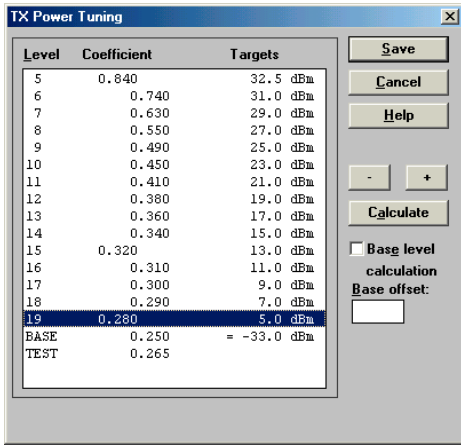 TX Power Tuning
Level Coefficient Targets
5 0.840 32.5 dBm
6 0.740 31.0 dBm
7 0.630 29.0 dBm
8 0.550 27.0 dBm
9 0.490 25.0 dBm
10 0.450 23.0 dBm
11 0.410 21.0 dBm
12 0.380 19.0 dBm
13 0.360 17.0 dBm
14 0.340 15.0 dBm
15 0.320 13.0 dBm
16 0.310 11.0 dBm
17 0.300 9.0 dBm
18 0.290 7.0 dBm
19 0.280 5.0 dBm
BASE 0.250 = -33.0 dBm
TEST 0.265
Save
Cancel
Help
- +
Calculate
Base level
calculation
Base offset: